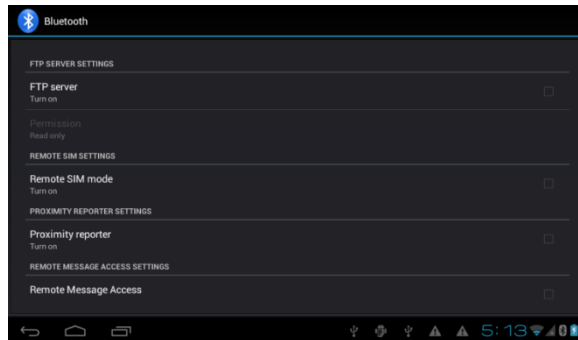 Bluetooth
FTP SERVER SETTINGS
FTP server
Turn on
Permission
Read only
REMOTE SIM SETTINGS
Remote SIM mode
Turn on
PROXIMITY REPORTER SETTINGS
Proximity reporter
Turn on
REMOTE MESSAGE ACCESS SETTINGS
Remote Message Access
5:13